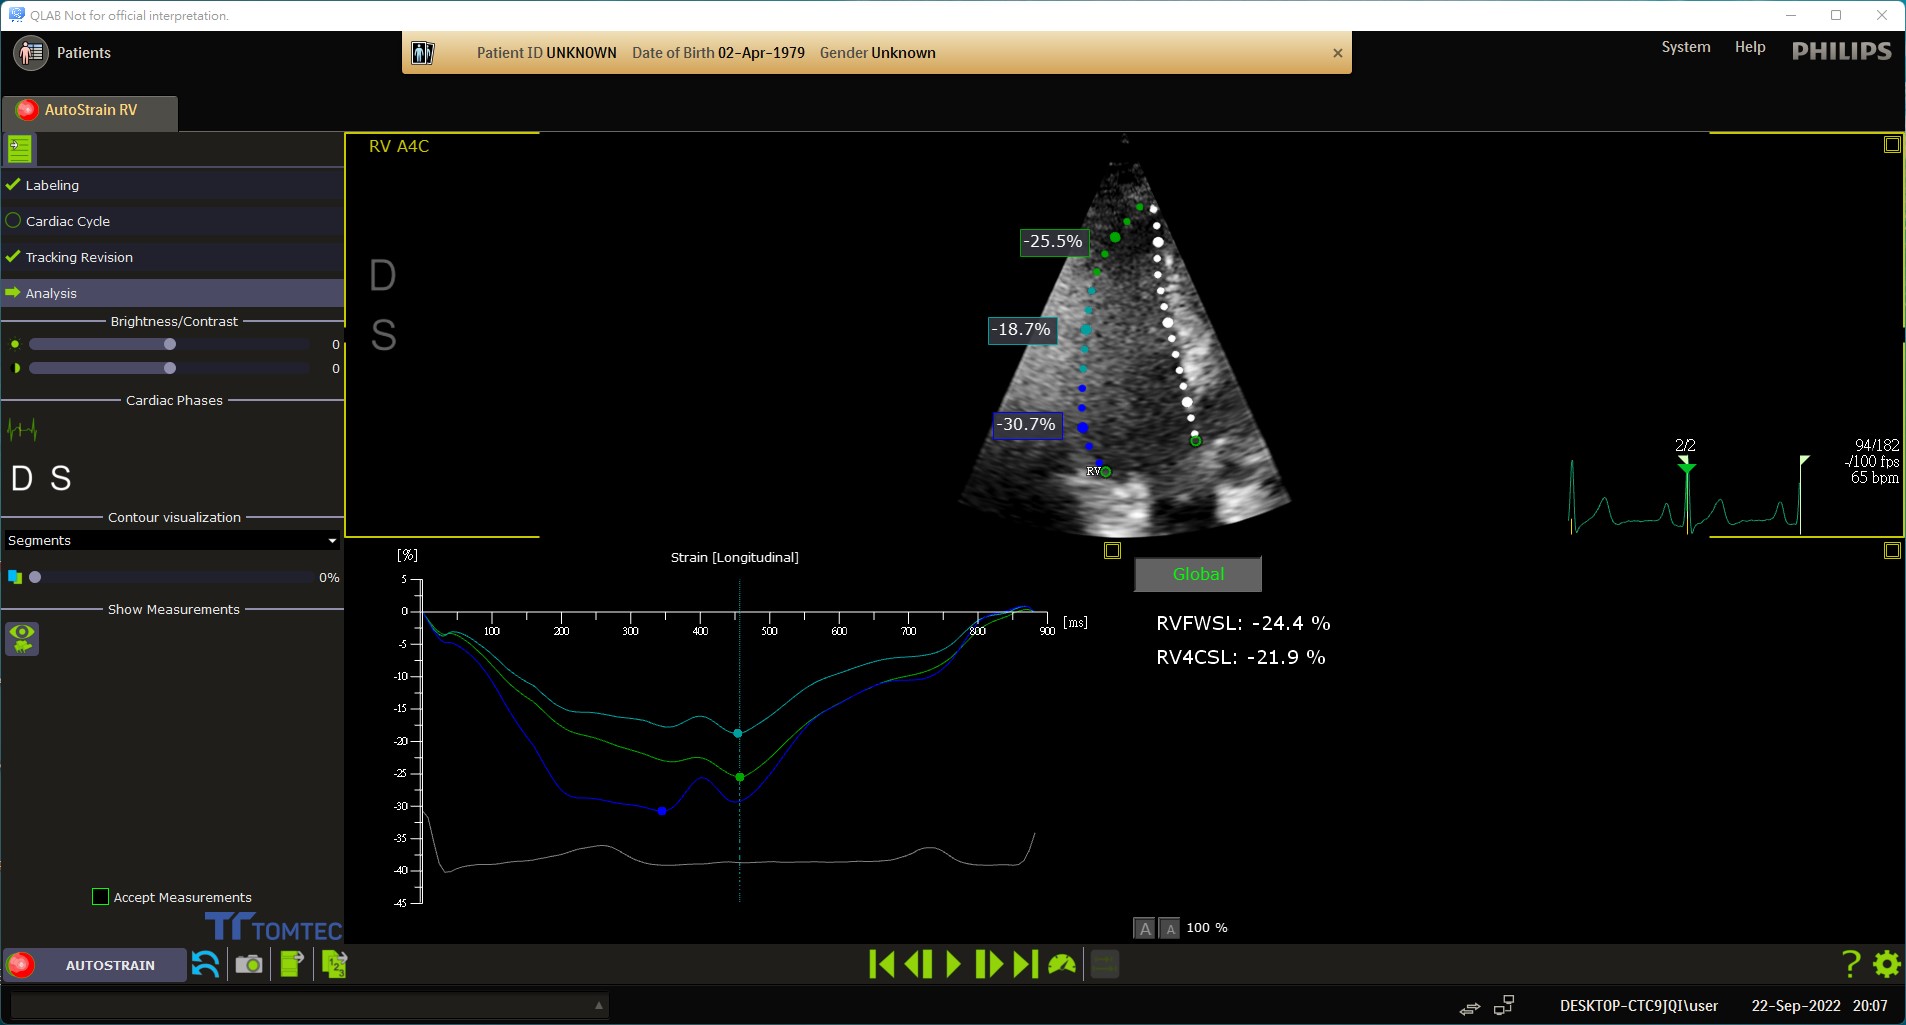 QLAB Not for official interpretation.
Patients
Patient ID UNKNOWN Date of Birth 02-Apr-1979 Gender Unknown
System Help PHILIPS
AutoStrain RV
Labeling
Cardiac Cycle
Tracking Revision
Analysis
Brightness/Contrast
0
0
Cardiac Phases
D S
Contour visualization
Segments
0%
Show Measurements
Accept Measurements
TOMTEC
RV A4C
D
S
-25.5%
-18.7%
-30.7%
RV
2/2
94/182
-/100 fps
65 bpm
[%]
Strain [Longitudinal]
5
0
-5
-10
-15
-20
-25
-30
-35
-40
-45
100 200 300 400 500 600 700 800 900 [ms]
Global
RVFWSL: -24.4 %
RV4CSL: -21.9 %
A A 100 %
AUTOSTRAIN
1 2 3
?
DESKTOP-CTC9JQI\user 22-Sep-2022 20:07